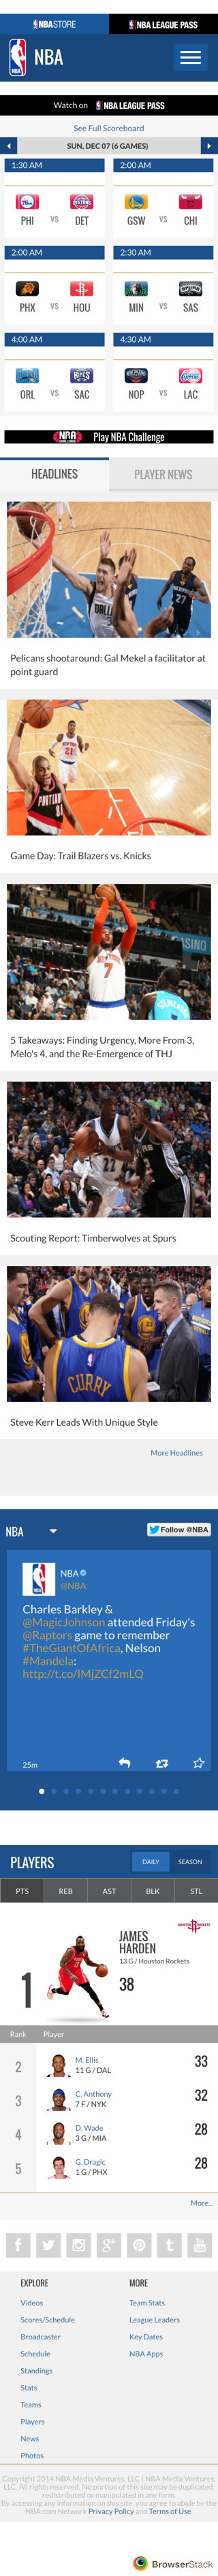 NBASTORE
NBA LEAGUE PASS
NBA
Watch on NBA LEAGUE PASS
See Full Scoreboard
SUN, DEC 07 (6 GAMES)
1:30 AM
2:00 AM
PHI VS DET
GSW VS CHI
2:00 AM
2:30 AM
PHX VS HOU
MIN VS SAS
4:00 AM
4:30 AM
ORL VS SAC
NOP VS LAC
Play NBA Challenge
HEADLINES
PLAYER NEWS
Pelicans shootaround: Gal Mekel a facilitator at
point guard
Game Day: Trail Blazers vs. Knicks
5 Takeaways: Finding Urgency, More From 3,
Melo's 4, and the Re-Emergence of THJ
Scouting Report: Timberwolves at Spurs
CURRY
Steve Kerr Leads With Unique Style
More Headlines
NBA
Follow @NBA
NBA
@NBA
Charles Barkley &
@MagicJohnson attended Friday's
@Raptors game to remember
#TheGiantOfAfrica, Nelson
#Mandela:
http://t.co/lMjZCf2mLQ
25m
PLAYERS
DAILY
SEASON
PTS
REB
AST
BLK
STL
1
JAMES
HARDEN
13 G / Houston Rockets
38
Rank
Player
2
M. Ellis
11 G / DAL
33
3
C. Anthony
7 F / NYK
32
4
D. Wade
3 G / MIA
28
5
G. Dragic
1 G / PHX
28
More...
EXPLORE
Videos
Scores/Schedule
Broadcaster
Schedule
Standings
Stats
Teams
Players
News
Photos
MORE
Team Stats
League Leaders
Key Dates
NBA Apps
Copyright 2014 NBA Media Ventures, LLC | NBA Media Ventures,
LLC. All rights reserved. No portion of this site may be duplicated,
redistributed or manipulated in any form.
By accessing any information on this site, you agree to abide by the
NBA.com Network Privacy Policy and Terms of Use.
BrowserStack